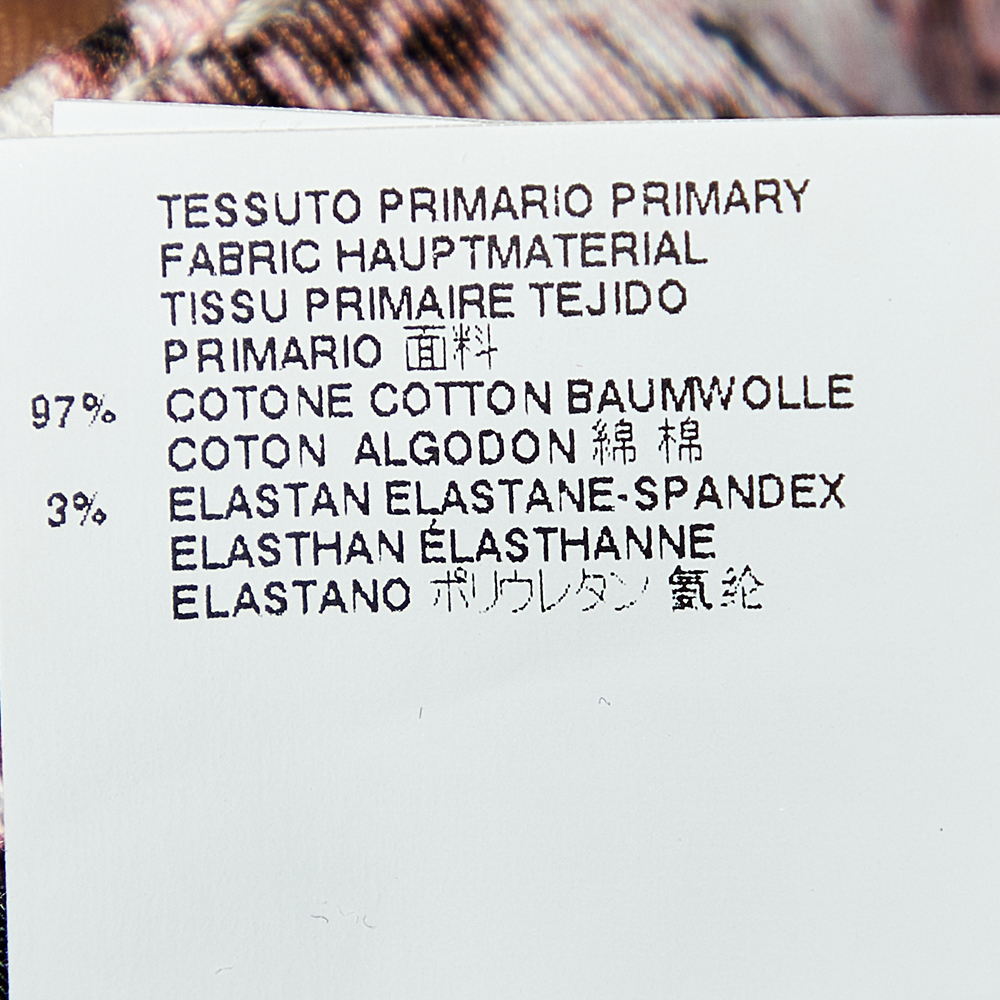 TESSUTO PRIMARIO PRIMARY
FABRIC HAUPTMATERIAL
TISSU PRIMAIRE TEJIDO
PRIMARIO 面料
97% COTONE COTTON BAUMWOLLE
COTON ALGODON 綿 棉
3% ELASTAN ELASTANE-SPANDEX
ELASTHAN ÉLASTHANNE
ELASTANO ポリウレタン 氨纶